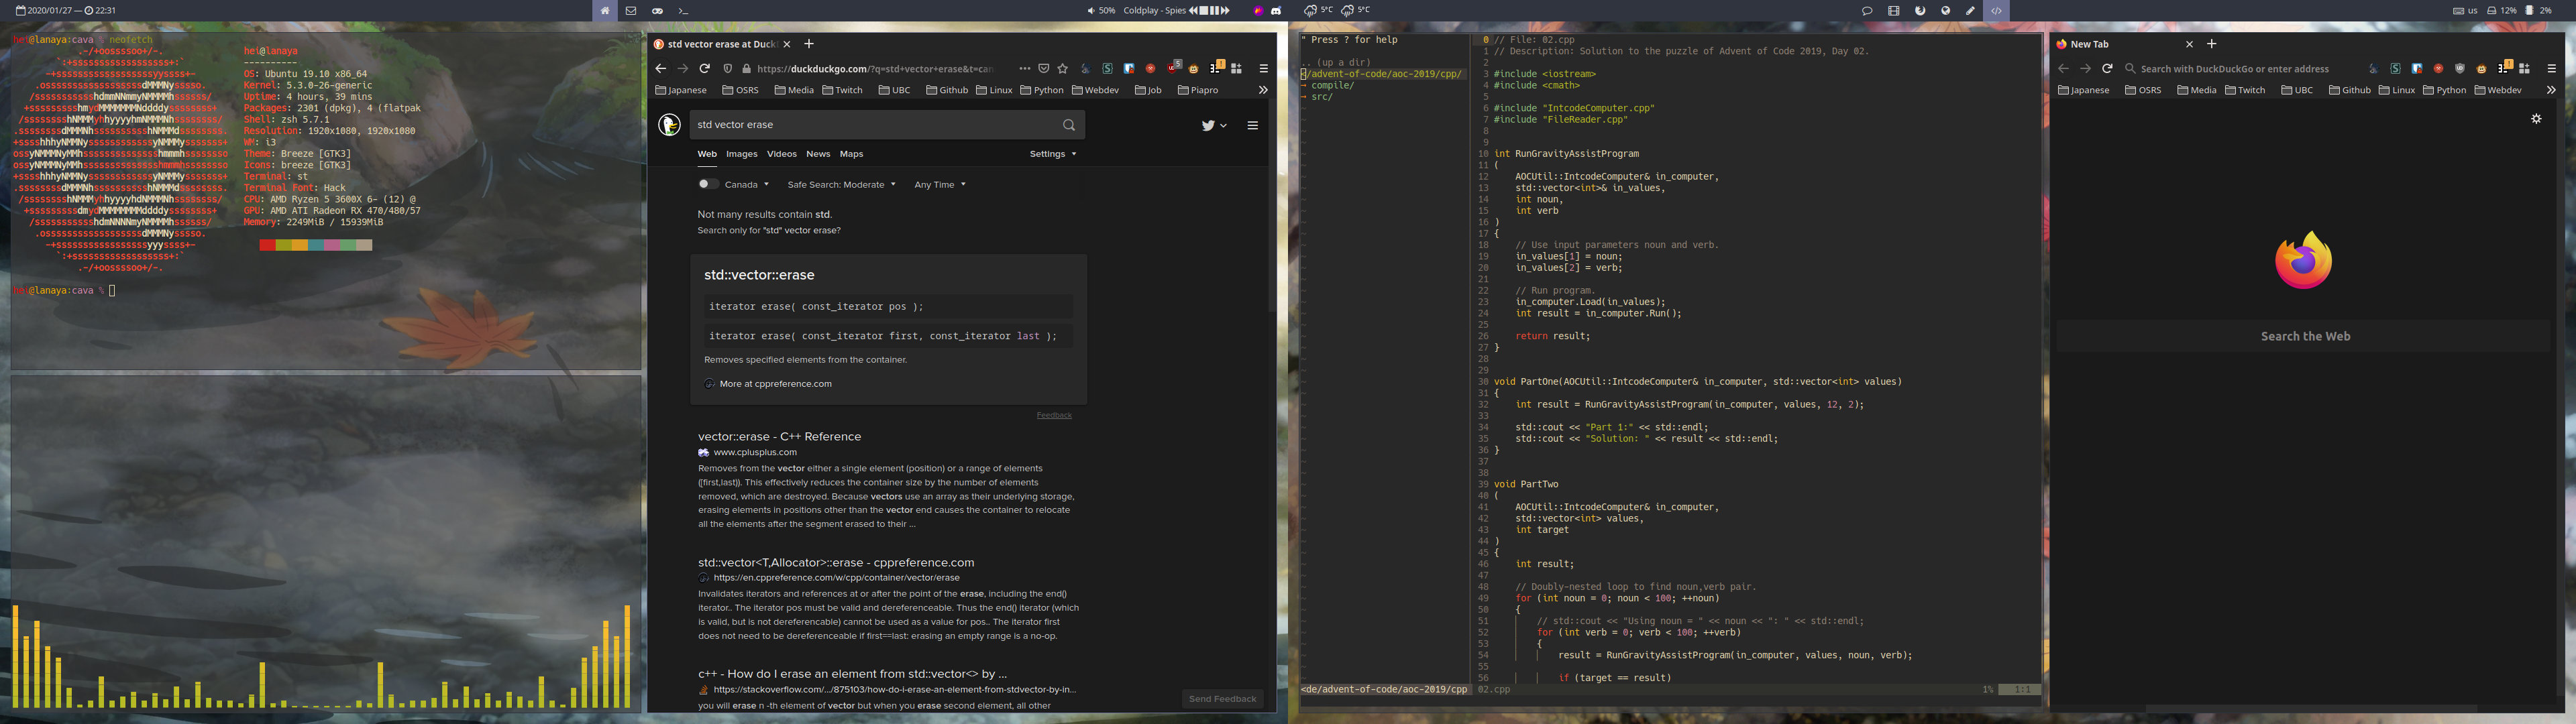 2020/01/27 — 22:31
50% Coldplay - Spies
5°C 5°C
us 12% 2%
hei@lanaya:cava % neofetch
hei@lanaya
----------
OS: Ubuntu 19.10 x86_64
Kernel: 5.3.0-26-generic
Uptime: 4 hours, 39 mins
Packages: 2301 (dpkg), 4 (flatpak
Shell: zsh 5.7.1
Resolution: 1920x1080, 1920x1080
WM: i3
Theme: Breeze [GTK3]
Icons: breeze [GTK3]
Terminal: st
Terminal Font: Hack
CPU: AMD Ryzen 5 3600X 6- (12) @
GPU: AMD ATI Radeon RX 470/480/57
Memory: 2249MiB / 15939MiB
hei@lanaya:cava %
std vector erase at Duck
https://duckduckgo.com/?q=std+vector+erase&t=can
Japanese OSRS Media Twitch UBC Github Linux Python Webdev Job Piapro
std vector erase
Web Images Videos News Maps Settings
Canada Safe Search: Moderate Any Time
Not many results contain std.
Search only for "std" vector erase?
std::vector::erase
iterator erase( const_iterator pos );
iterator erase( const_iterator first, const_iterator last );
Removes specified elements from the container.
More at cppreference.com
Feedback
vector::erase - C++ Reference
www.cplusplus.com
Removes from the vector either a single element (position) or a range of elements
([first,last)). This effectively reduces the container size by the number of elements
removed, which are destroyed. Because vectors use an array as their underlying storage,
erasing elements in positions other than the vector end causes the container to relocate
all the elements after the segment erased to their ...
std::vector<T,Allocator>::erase - cppreference.com
https://en.cppreference.com/w/cpp/container/vector/erase
Invalidates iterators and references at or after the point of the erase, including the end()
iterator.. The iterator pos must be valid and dereferenceable. Thus the end() iterator (which
is valid, but is not dereferencable) cannot be used as a value for pos.. The iterator first
does not need to be dereferenceable if first==last: erasing an empty range is a no-op.
c++ - How do I erase an element from std::vector<> by ...
https://stackoverflow.com/.../875103/how-do-i-erase-an-element-from-stdvector-by-in...
you will erase n -th element of vector but when you erase second element, all other
Send Feedback
" Press ? for help
.. (up a dir)
</advent-of-code/aoc-2019/cpp/
→ compile/
→ src/
<de/advent-of-code/aoc-2019/cpp
0 // File: 02.cpp
1 // Description: Solution to the puzzle of Advent of Code 2019, Day 02.
2
3 #include <iostream>
4 #include <cmath>
5
6 #include "IntcodeComputer.cpp"
7 #include "FileReader.cpp"
8
9
10 int RunGravityAssistProgram
11 (
12 AOCUtil::IntcodeComputer& in_computer,
13 std::vector<int>& in_values,
14 int noun,
15 int verb
16 )
17 {
18 // Use input parameters noun and verb.
19 in_values[1] = noun;
20 in_values[2] = verb;
21
22 // Run program.
23 in_computer.Load(in_values);
24 int result = in_computer.Run();
25
26 return result;
27 }
28
29
30 void PartOne(AOCUtil::IntcodeComputer& in_computer, std::vector<int> values)
31 {
32 int result = RunGravityAssistProgram(in_computer, values, 12, 2);
33
34 std::cout << "Part 1:" << std::endl;
35 std::cout << "Solution: " << result << std::endl;
36 }
37
38
39 void PartTwo
40 (
41 AOCUtil::IntcodeComputer& in_computer,
42 std::vector<int> values,
43 int target
44 )
45 {
46 int result;
47
48 // Doubly-nested loop to find noun,verb pair.
49 for (int noun = 0; noun < 100; ++noun)
50 {
51 // std::cout << "Using noun = " << noun << ": " << std::endl;
52 for (int verb = 0; verb < 100; ++verb)
53 {
54 result = RunGravityAssistProgram(in_computer, values, noun, verb);
55
56 if (target == result)
02.cpp 1% 1:1
New Tab
Search with DuckDuckGo or enter address
Japanese OSRS Media Twitch UBC Github Linux Python Webdev
Search the Web